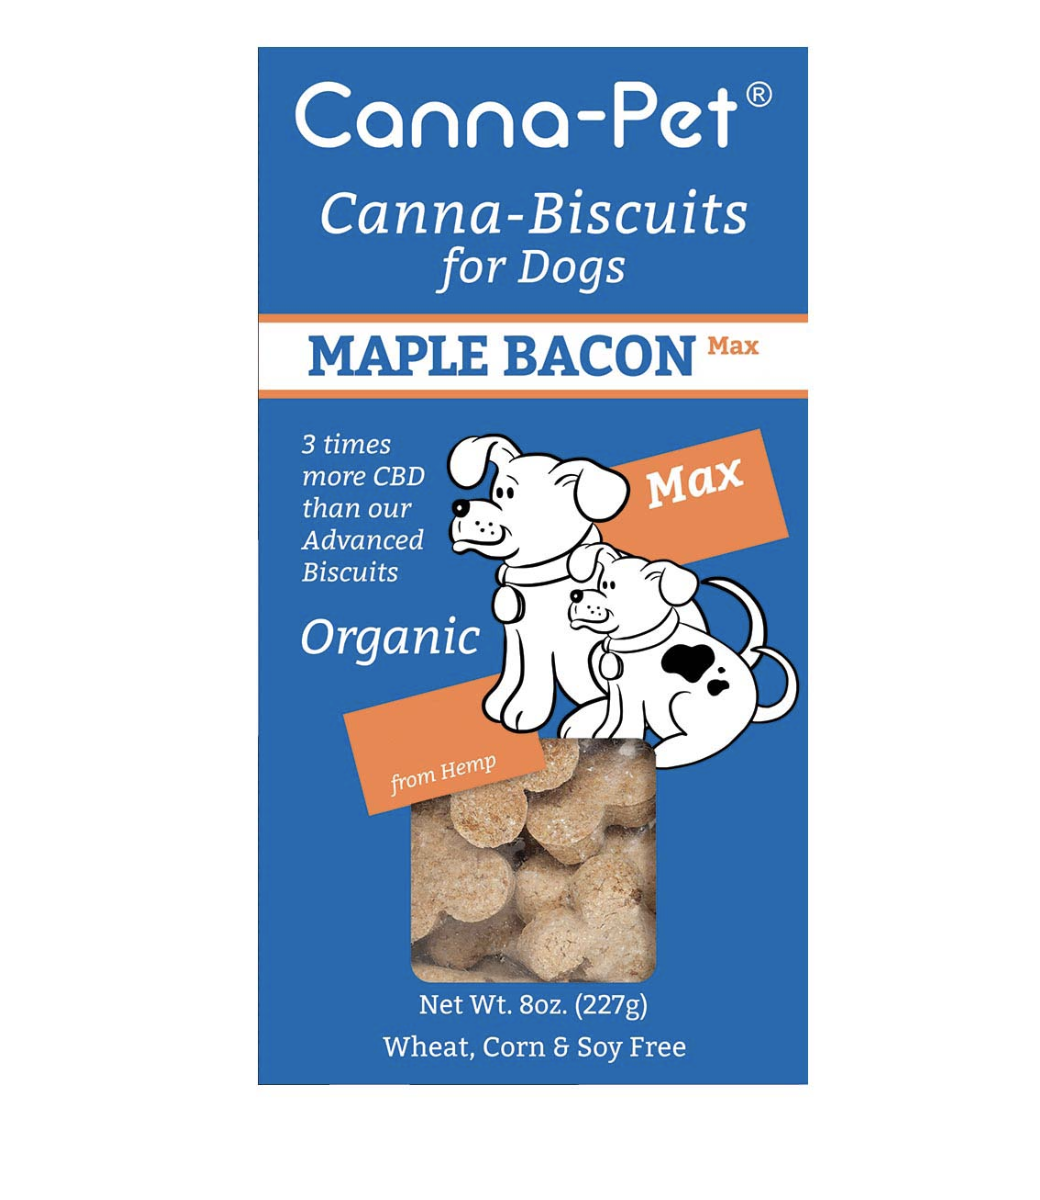 Canna-Pet®
Canna-Biscuits
for Dogs
MAPLE BACON Max
3 times
more CBD
than our
Advanced
Biscuits
Max
Organic
from Hemp
Net Wt. 8oz. (227g)
Wheat, Corn & Soy Free